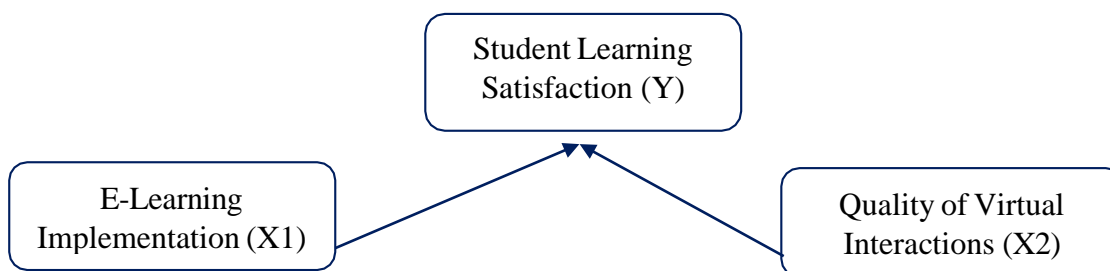 Student Learning
Satisfaction (Y)
E-Learning
Implementation (X1)
Quality of Virtual
Interactions (X2)